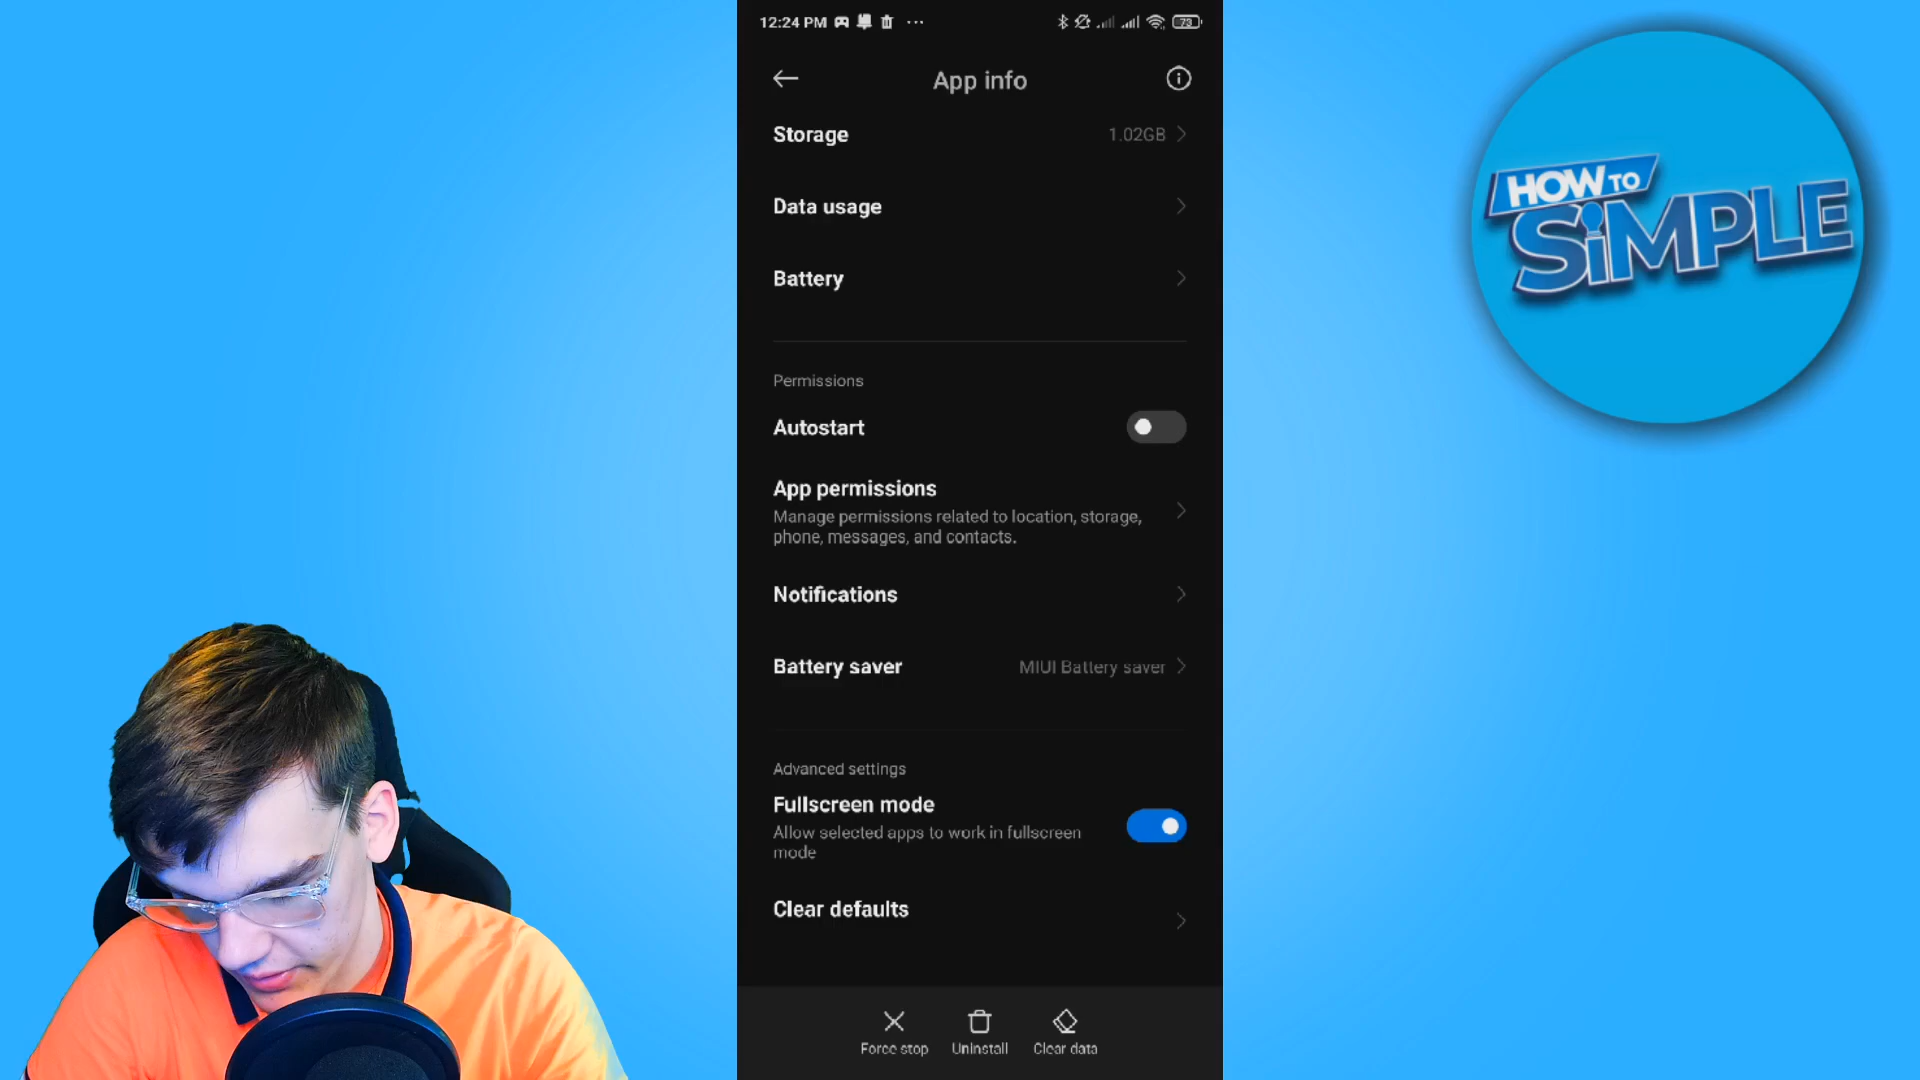 12:24 PM
73
App info
Storage
1.02GB
Data usage
Battery
Permissions
Autostart
App permissions
Manage permissions related to location, storage,
phone, messages, and contacts.
Notifications
Battery saver
MIUI Battery saver
Advanced settings
Fullscreen mode
Allow selected apps to work in fullscreen
mode
Clear defaults
Force stop
Uninstall
Clear data
HOW TO
SiMPLE